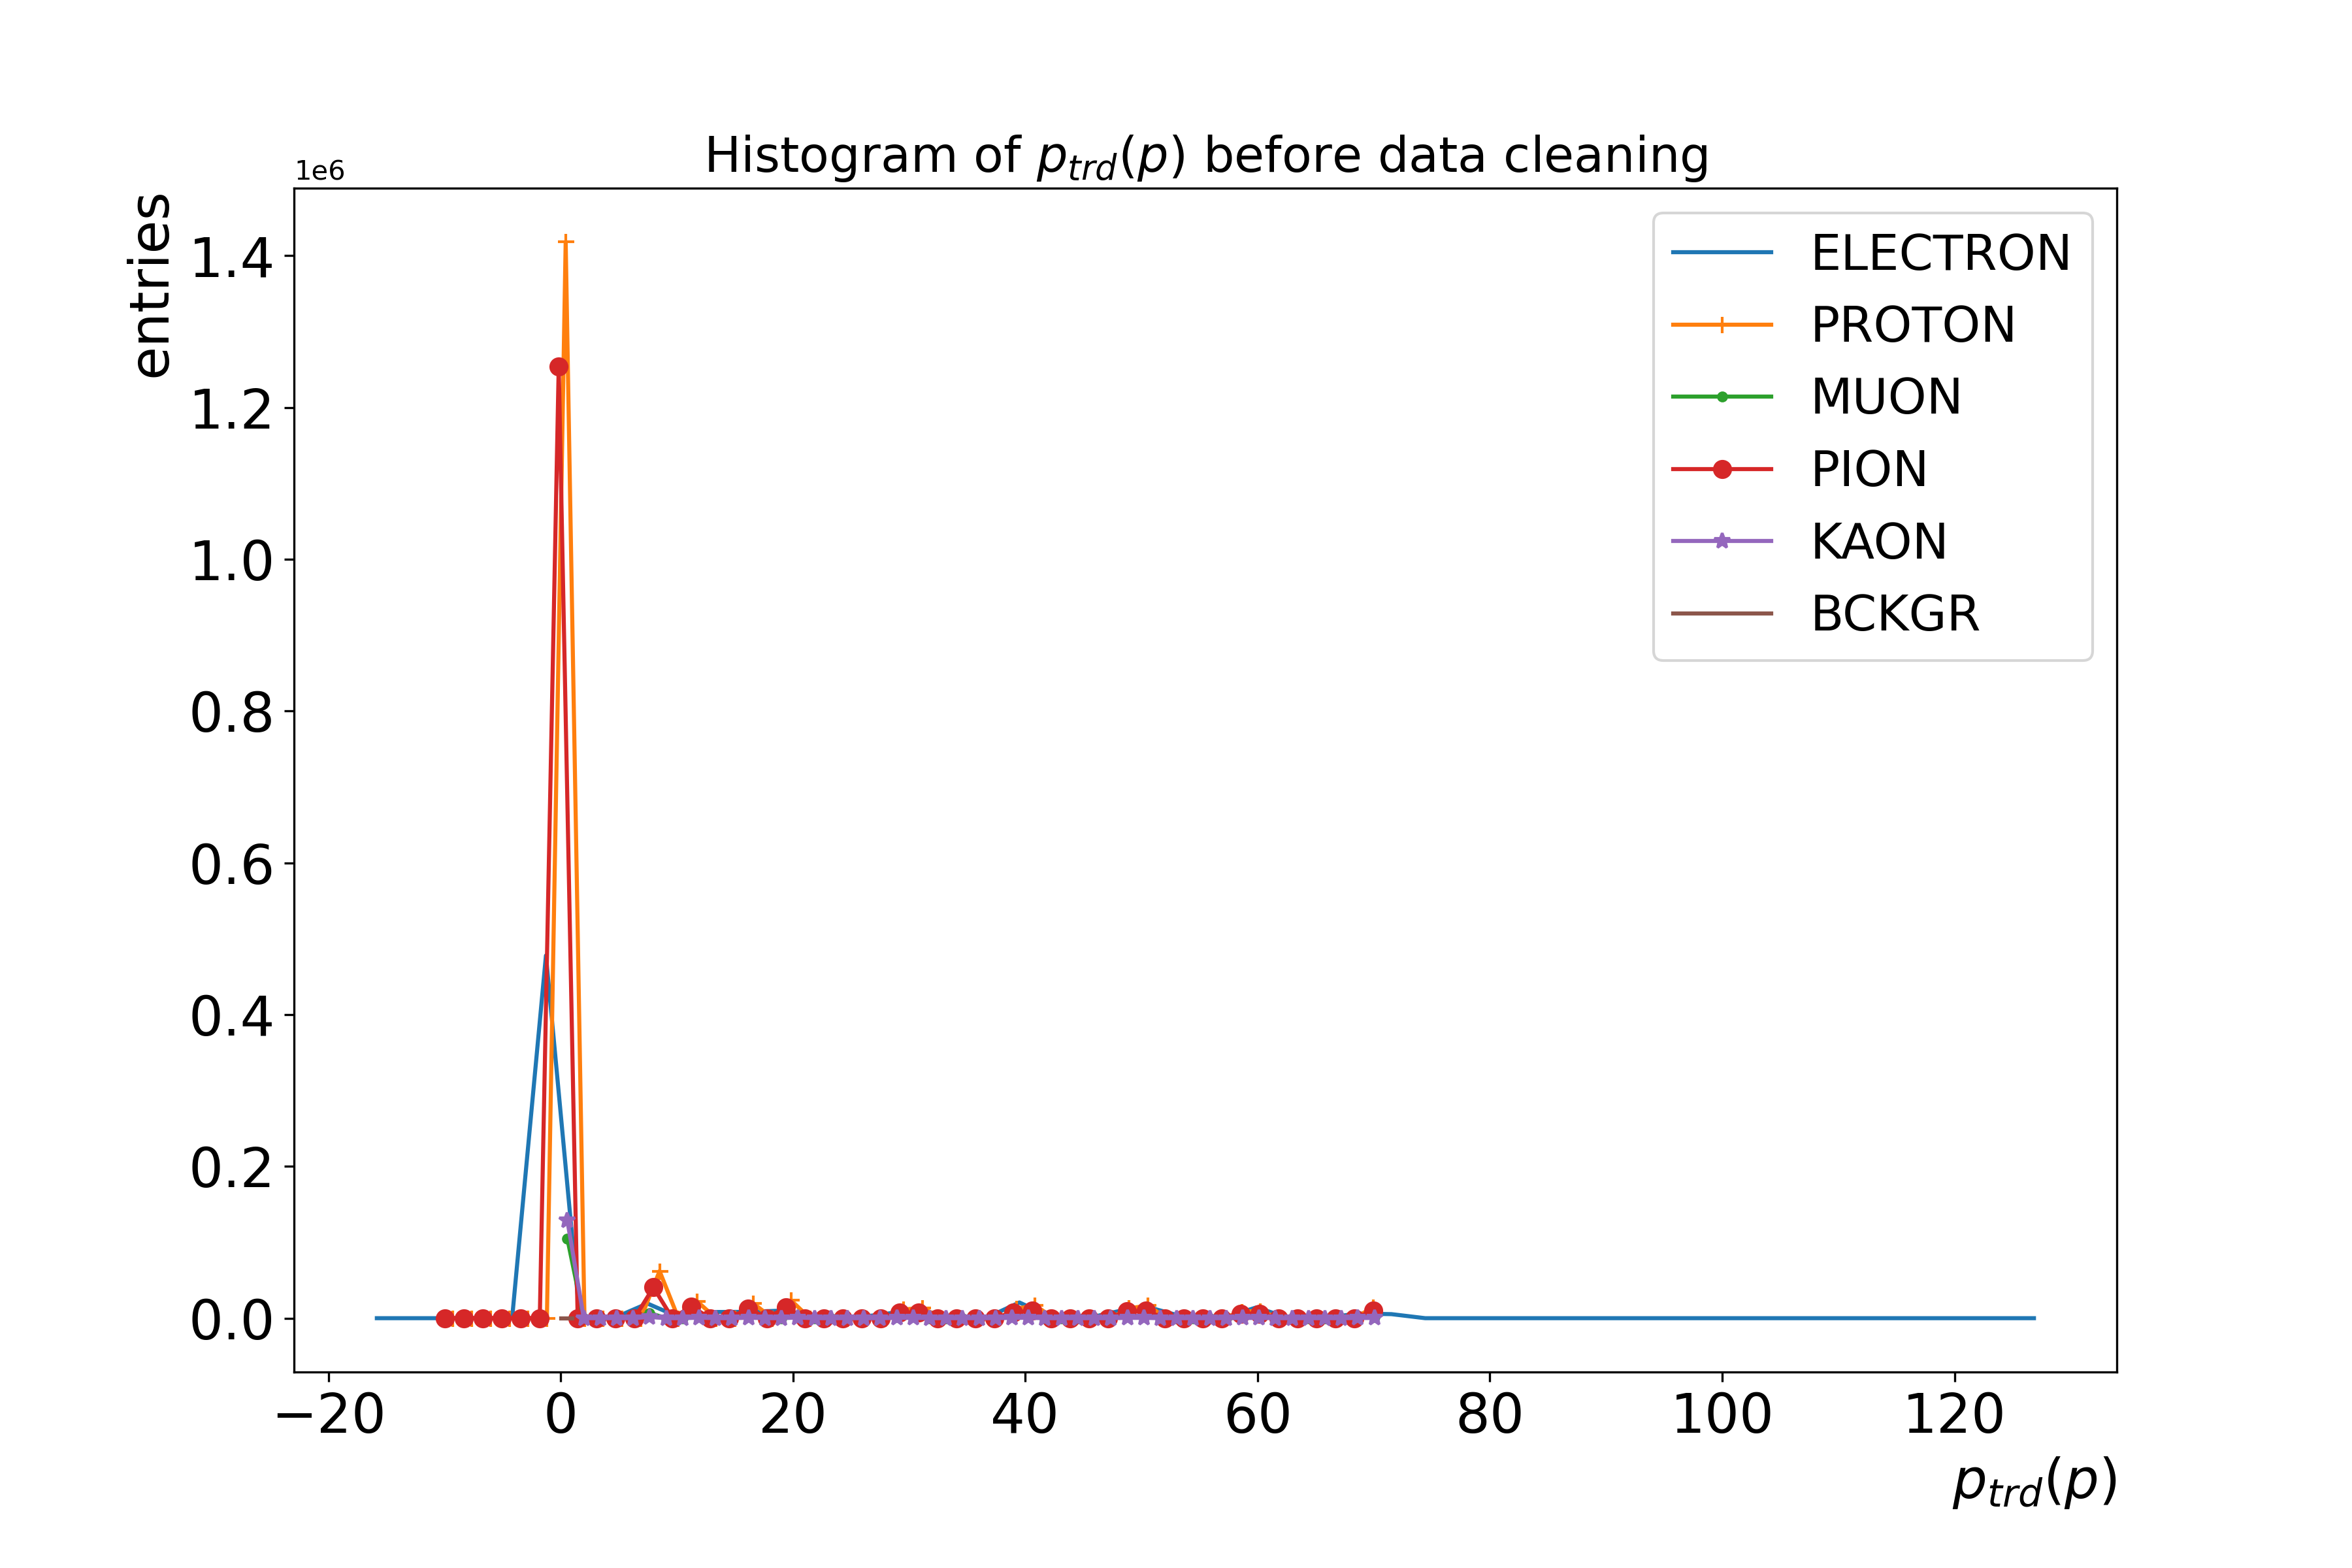 Histogram of p_trd(p) before data cleaning
1e6
entries
1.4
1.2
1.0
0.8
0.6
0.4
0.2
0.0
−20 0 20 40 60 80 100 120
p_trd(p)
ELECTRON
PROTON
MUON
PION
KAON
BCKGR